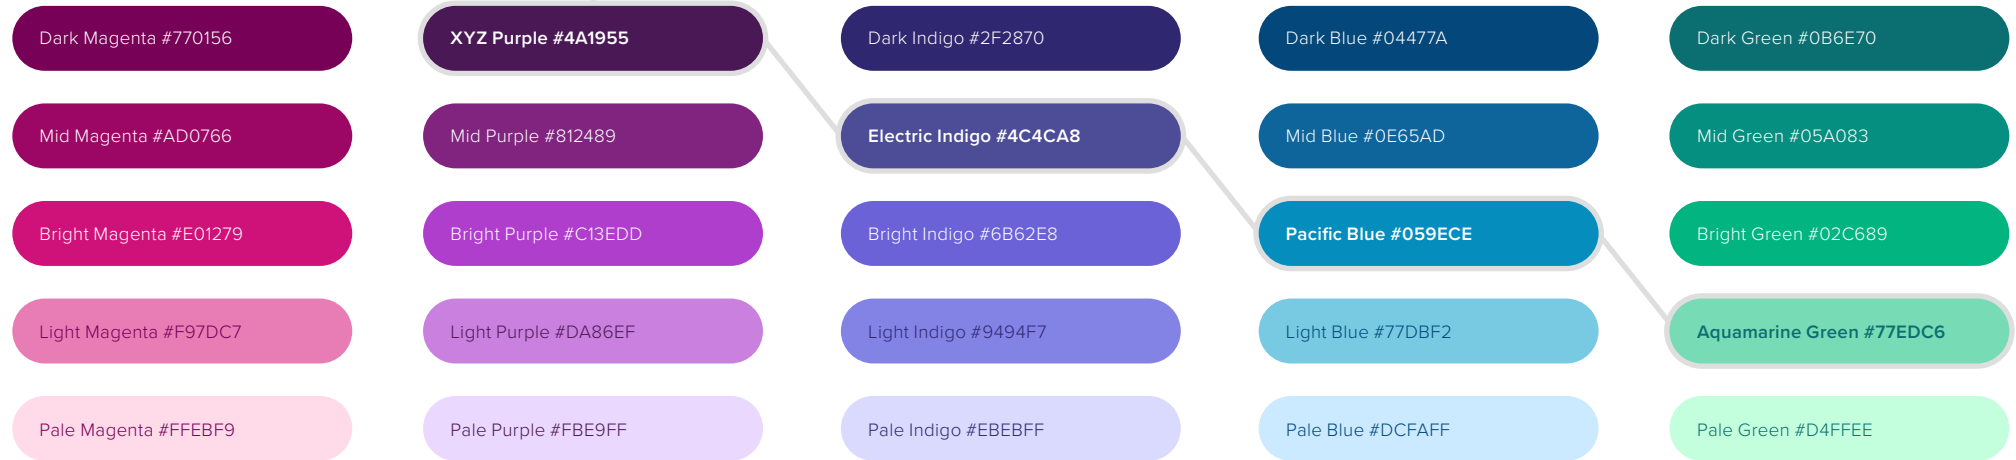 Dark Magenta #770156
XYZ Purple #4A1955
Dark Indigo #2F2870
Dark Blue #04477A
Dark Green #0B6E70
Mid Magenta #AD0766
Mid Purple #812489
Electric Indigo #4C4CA8
Mid Blue #0E65AD
Mid Green #05A083
Bright Magenta #E01279
Bright Purple #C13EDD
Bright Indigo #6B62E8
Pacific Blue #059ECE
Bright Green #02C689
Light Magenta #F97DC7
Light Purple #DA86EF
Light Indigo #9494F7
Light Blue #77DBF2
Aquamarine Green #77EDC6
Pale Magenta #FFEBF9
Pale Purple #FBE9FF
Pale Indigo #EBEBFF
Pale Blue #DCFAFF
Pale Green #D4FFEE